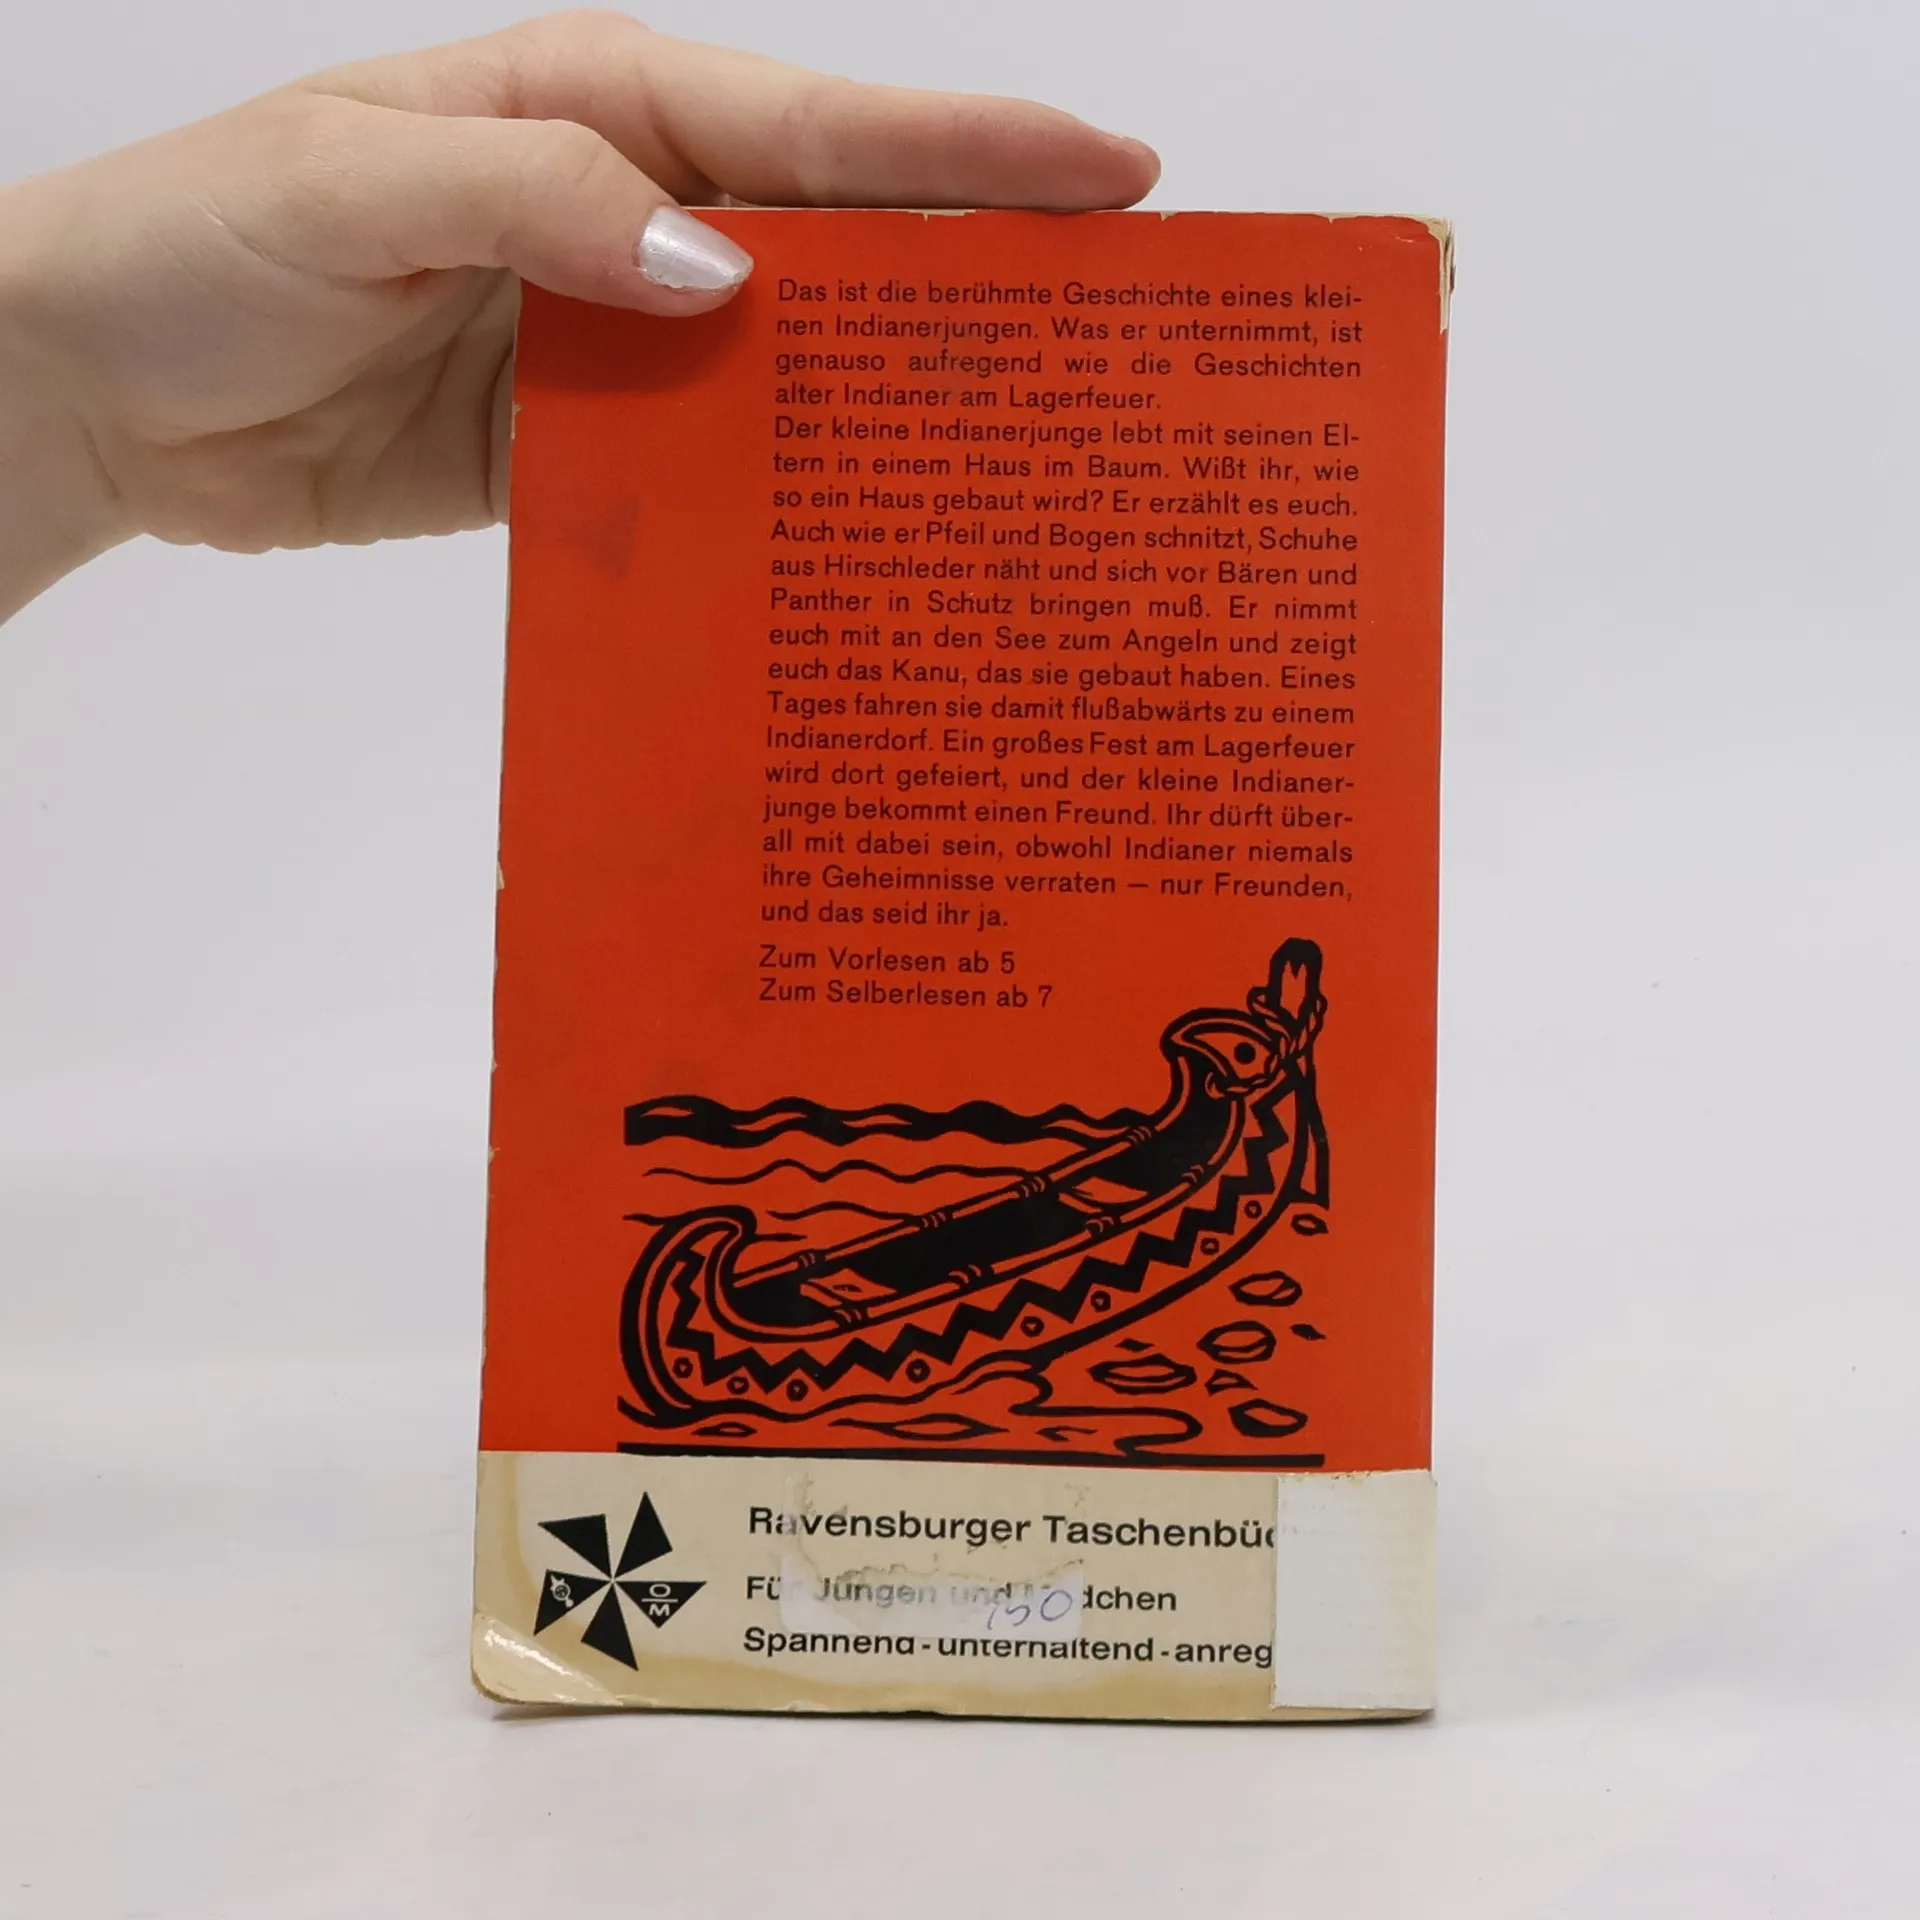 Das ist die berühmte Geschichte eines klei-
nen Indianerjungen. Was er unternimmt, ist
genauso aufregend wie die Geschichten
alter Indianer am Lagerfeuer.
Der kleine Indianerjunge lebt mit seinen El-
tern in einem Haus im Baum. Wißt ihr, wie
so ein Haus gebaut wird? Er erzählt es euch.
Auch wie er Pfeil und Bogen schnitzt, Schuhe
aus Hirschleder näht und sich vor Bären und
Panther in Schutz bringen muß. Er nimmt
euch mit an den See zum Angeln und zeigt
euch das Kanu, das sie gebaut haben. Eines
Tages fahren sie damit flußabwärts zu einem
Indianerdorf. Ein großes Fest am Lagerfeuer
wird dort gefeiert, und der kleine Indianer-
junge bekommt einen Freund. Ihr dürft über-
all mit dabei sein, obwohl Indianer niemals
ihre Geheimnisse verraten — nur Freunden,
und das seid ihr ja.
Zum Vorlesen ab 5
Zum Selberlesen ab 7
O
M
Ravensburger Taschenbüc
Für Jungen und dchen
Spannend - unterhaltend - anreg